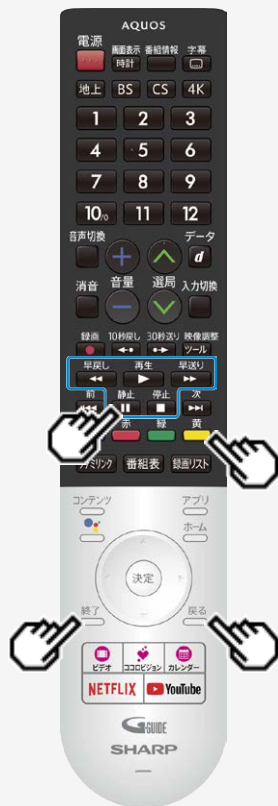 AQUOS
電源
画面表示 番組情報 字幕
時計
地上 BS CS 4K
1 2 3
4 5 6
7 8 9
10/0 11 12
音声切換 データ
d
消音 音量 選局 入力切換
録画 10秒戻し 30秒送り 映像調整
ツール
早戻し 再生 早送り
前 静止 停止 次
赤 緑 黄
番組表 録画リスト
コンテンツ アプリ
ホーム
決定
終了 戻る
ビデオ ココロビジョン カレンダー
NETFLIX YouTube
G-GUIDE
SHARP